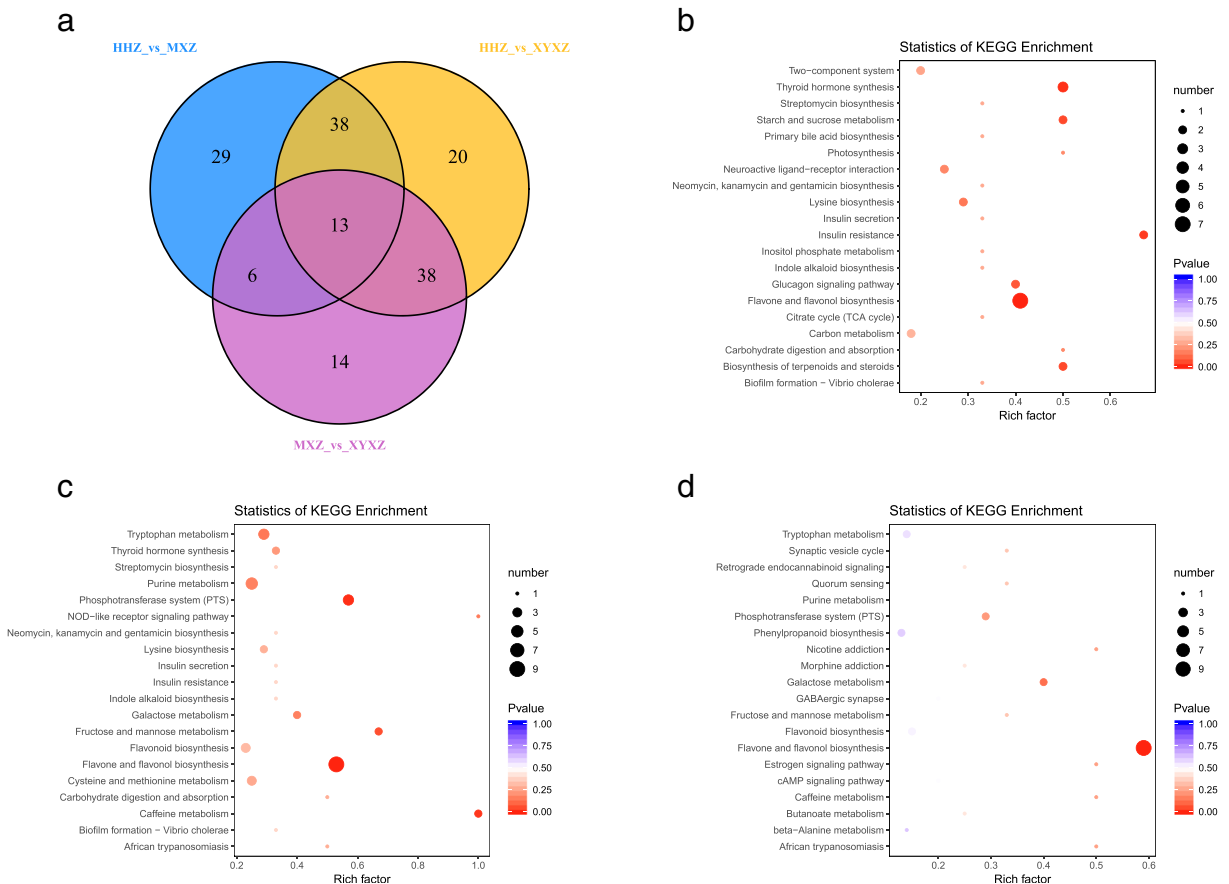 a
HHZ_vs_MXZ
HHZ_vs_XYXZ
38
29
20
13
6
38
14
MXZ_vs_XYXZ
b
Statistics of KEGG Enrichment
Two−component system
Thyroid hormone synthesis
Streptomycin biosynthesis
Starch and sucrose metabolism
Primary bile acid biosynthesis
Photosynthesis
Neuroactive ligand−receptor interaction
Neomycin, kanamycin and gentamicin biosynthesis
Lysine biosynthesis
Insulin secretion
Insulin resistance
Inositol phosphate metabolism
Indole alkaloid biosynthesis
Glucagon signaling pathway
Flavone and flavonol biosynthesis
Citrate cycle (TCA cycle)
Carbon metabolism
Carbohydrate digestion and absorption
Biosynthesis of terpenoids and steroids
Biofilm formation − Vibrio cholerae
0.2 0.3 0.4 0.5 0.6
Rich factor
number
1
2
3
4
5
6
7
Pvalue
1.00
0.75
0.50
0.25
0.00
c
Statistics of KEGG Enrichment
Tryptophan metabolism
Thyroid hormone synthesis
Streptomycin biosynthesis
Purine metabolism
Phosphotransferase system (PTS)
NOD−like receptor signaling pathway
Neomycin, kanamycin and gentamicin biosynthesis
Lysine biosynthesis
Insulin secretion
Insulin resistance
Indole alkaloid biosynthesis
Galactose metabolism
Fructose and mannose metabolism
Flavonoid biosynthesis
Flavone and flavonol biosynthesis
Cysteine and methionine metabolism
Carbohydrate digestion and absorption
Caffeine metabolism
Biofilm formation − Vibrio cholerae
African trypanosomiasis
0.2 0.4 0.6 0.8 1.0
Rich factor
number
1
3
5
7
9
Pvalue
1.00
0.75
0.50
0.25
0.00
d
Statistics of KEGG Enrichment
Tryptophan metabolism
Synaptic vesicle cycle
Retrograde endocannabinoid signaling
Quorum sensing
Purine metabolism
Phosphotransferase system (PTS)
Phenylpropanoid biosynthesis
Nicotine addiction
Morphine addiction
Galactose metabolism
GABAergic synapse
Fructose and mannose metabolism
Flavonoid biosynthesis
Flavone and flavonol biosynthesis
Estrogen signaling pathway
cAMP signaling pathway
Caffeine metabolism
Butanoate metabolism
beta−Alanine metabolism
African trypanosomiasis
0.2 0.3 0.4 0.5 0.6
Rich factor
number
1
3
5
7
9
Pvalue
1.00
0.75
0.50
0.25
0.00